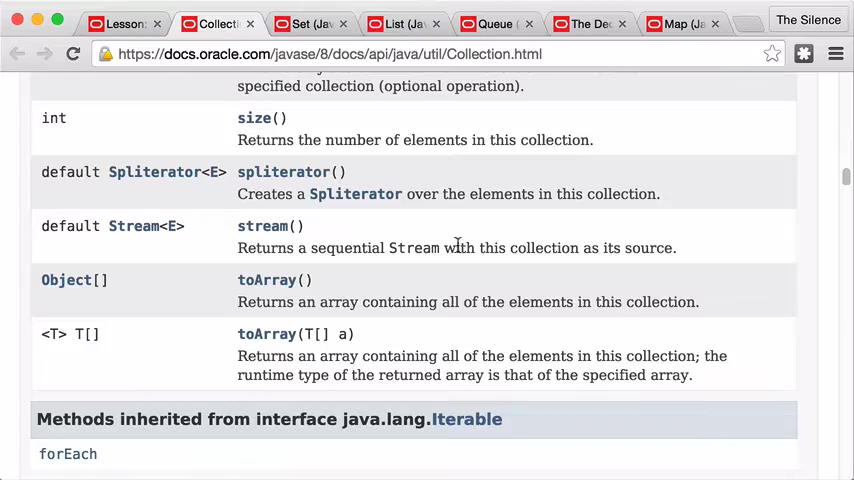 Lesson:
Collecti
Set (Jav
List (Jav
Queue (
The Dec
Map (Ja
The Silence
https://docs.oracle.com/javase/8/docs/api/java/util/Collection.html
specified collection (optional operation).
int size()
Returns the number of elements in this collection.
default Spliterator<E> spliterator()
Creates a Spliterator over the elements in this collection.
default Stream<E> stream()
Returns a sequential Stream with this collection as its source.
Object[] toArray()
Returns an array containing all of the elements in this collection.
<T> T[] toArray(T[] a)
Returns an array containing all of the elements in this collection; the
runtime type of the returned array is that of the specified array.
Methods inherited from interface java.lang.Iterable
forEach